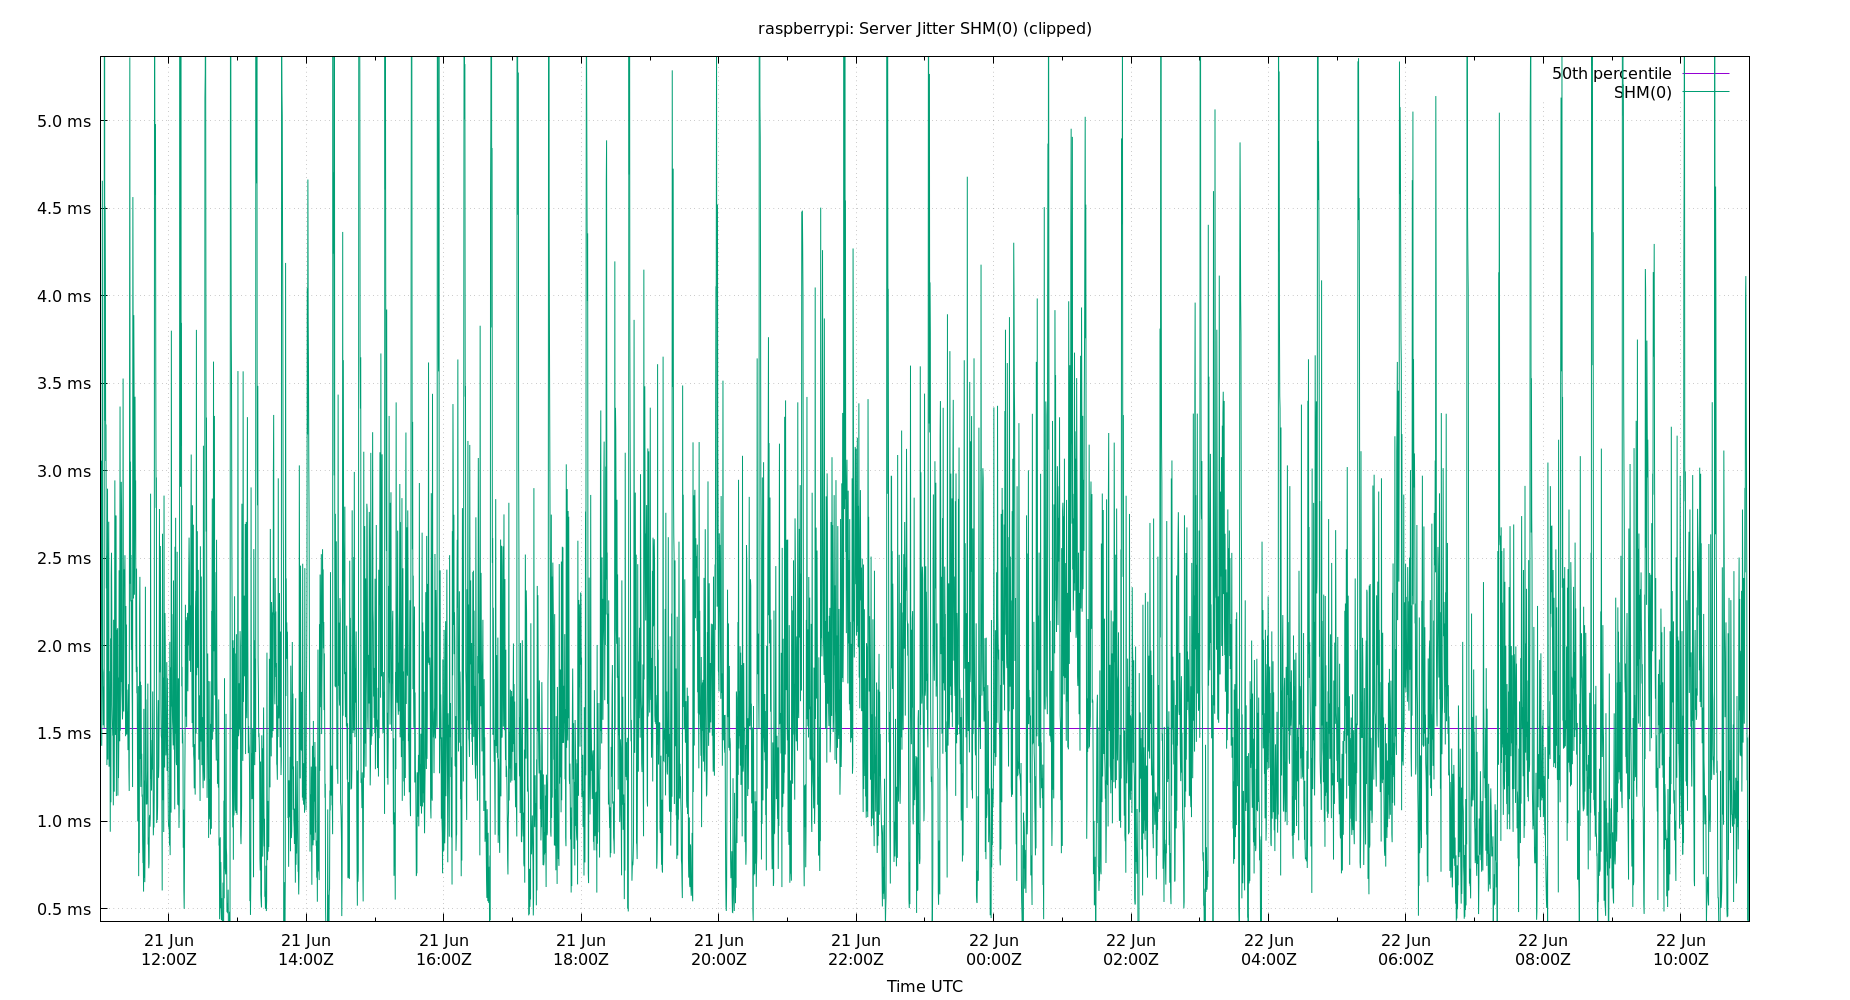 raspberrypi: Server Jitter SHM(0) (clipped)
50th percentile
SHM(0)
5.0 ms
4.5 ms
4.0 ms
3.5 ms
3.0 ms
2.5 ms
2.0 ms
1.5 ms
1.0 ms
0.5 ms
21 Jun 21 Jun 21 Jun 21 Jun 21 Jun 21 Jun 22 Jun 22 Jun 22 Jun 22 Jun 22 Jun 22 Jun
12:00Z 14:00Z 16:00Z 18:00Z 20:00Z 22:00Z 00:00Z 02:00Z 04:00Z 06:00Z 08:00Z 10:00Z
Time UTC